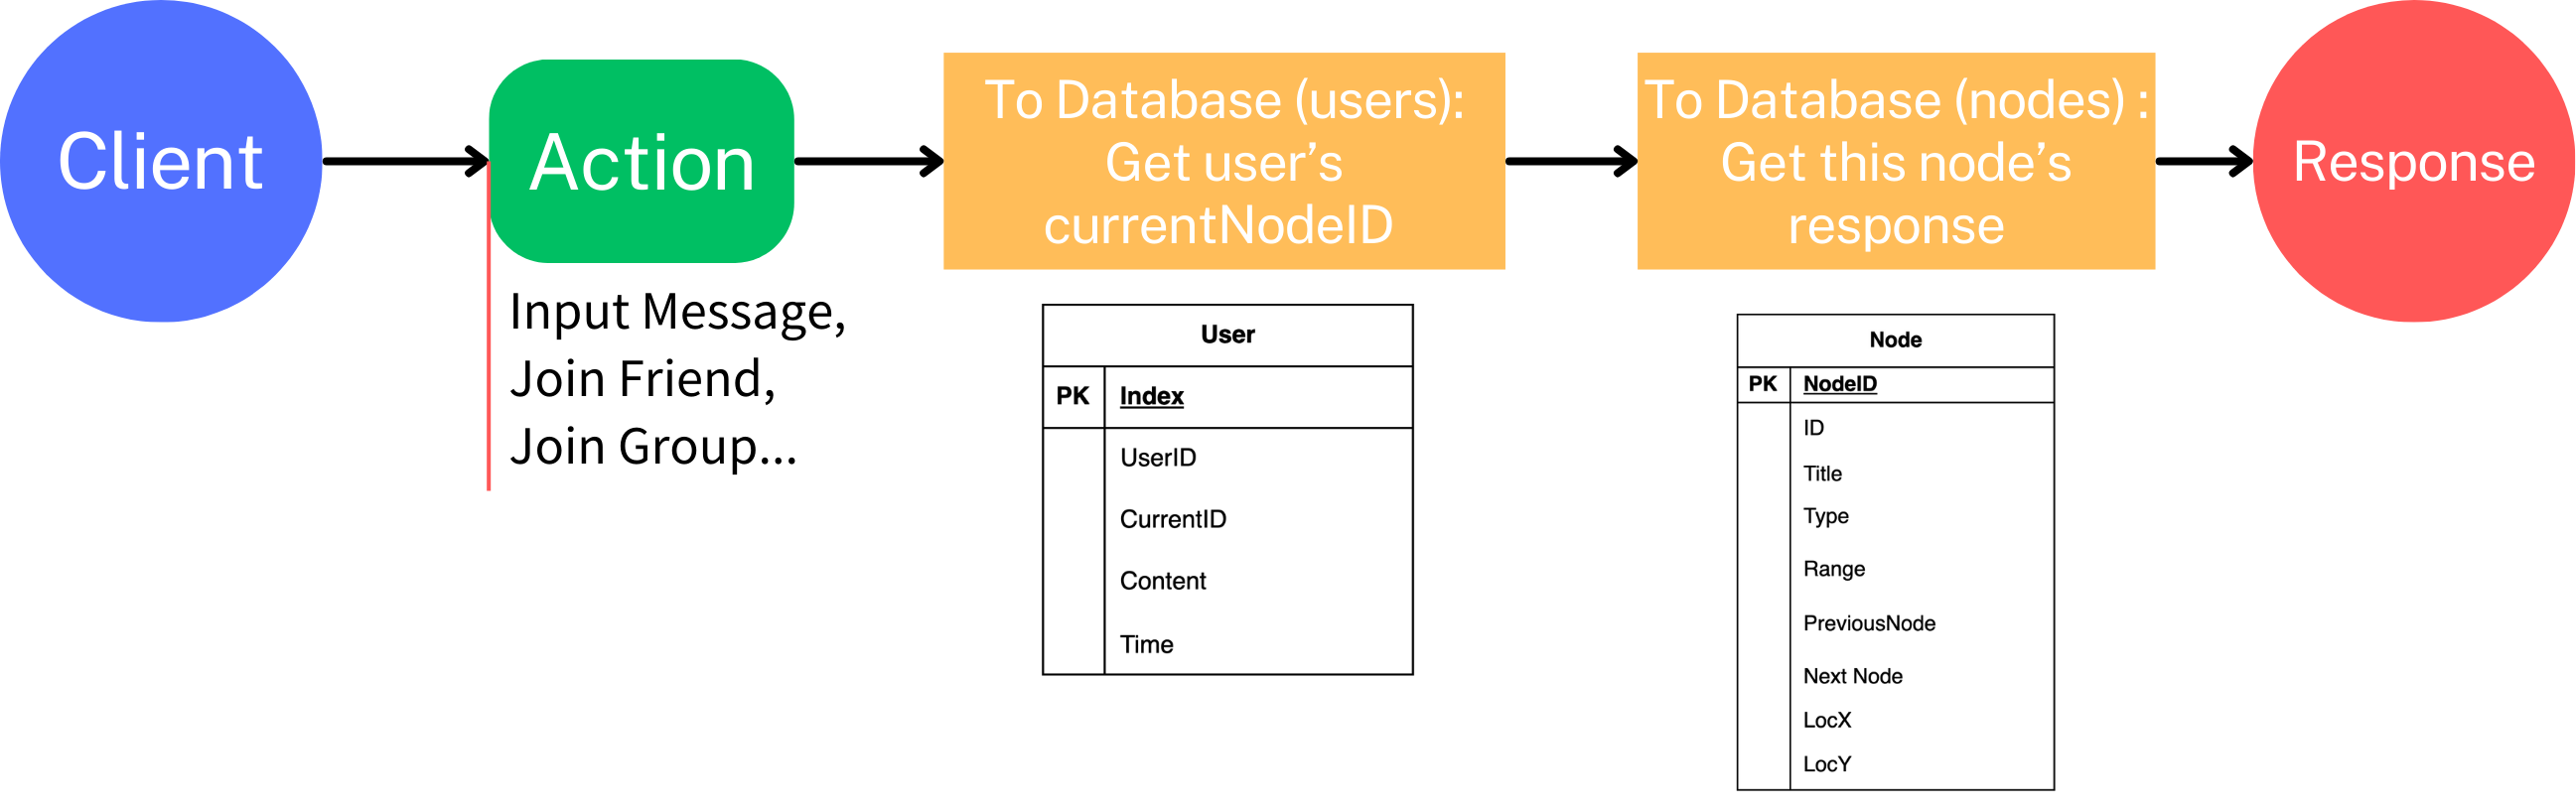 Client
Action
Input Message,
Join Friend,
Join Group...
To Database (users):
Get user's
currentNodeID
To Database (nodes) :
Get this node's
response
Response
User
PK Index
UserID
CurrentID
Content
Time
Node
PK NodeID
ID
Title
Type
Range
PreviousNode
Next Node
LocX
LocY